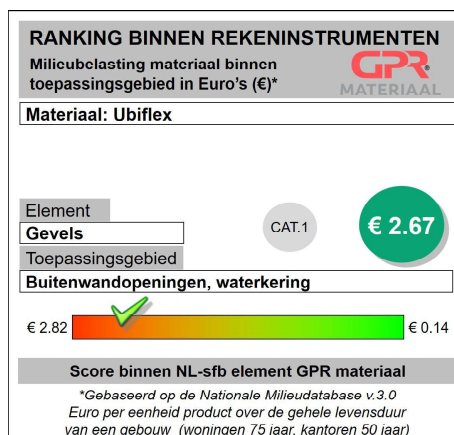 RANKING BINNEN REKENINSTRUMENTEN
Milieubelasting materiaal binnen
toepassingsgebied in Euro's (€)*
GPR
MATERIAAL
Materiaal: Ubiflex
Element
Gevels
CAT.1
€ 2.67
Toepassingsgebied
Buitenwandopeningen, waterkering
€ 2.82
€ 0.14
Score binnen NL-sfb element GPR materiaal
*Gebaseerd op de Nationale Milieudatabase v.3.0
Euro per eenheid product over de gehele levensduur
van een gebouw (woningen 75 jaar, kantoren 50 jaar)